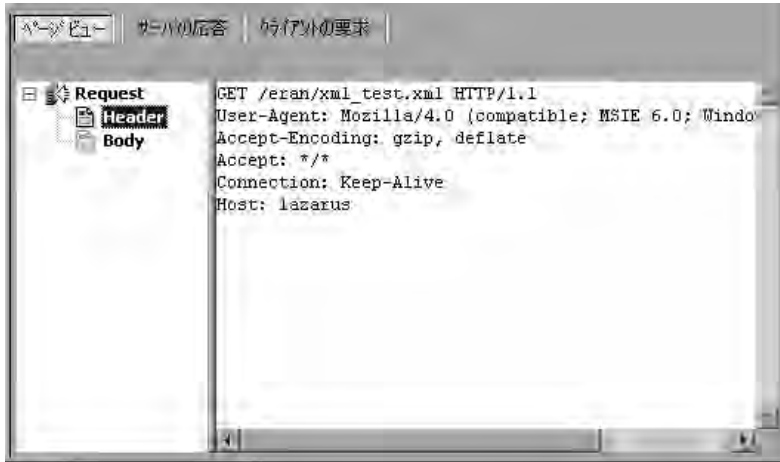 ページ ビュー
サーバの応答
クライアントの要求
Request
Header
Body
GET /eran/xml_test.xml HTTP/1.1
User-Agent: Mozilla/4.0 (compatible; MSIE 6.0; Windo
Accept-Encoding: gzip, deflate
Accept: */*
Connection: Keep-Alive
Host: lazarus